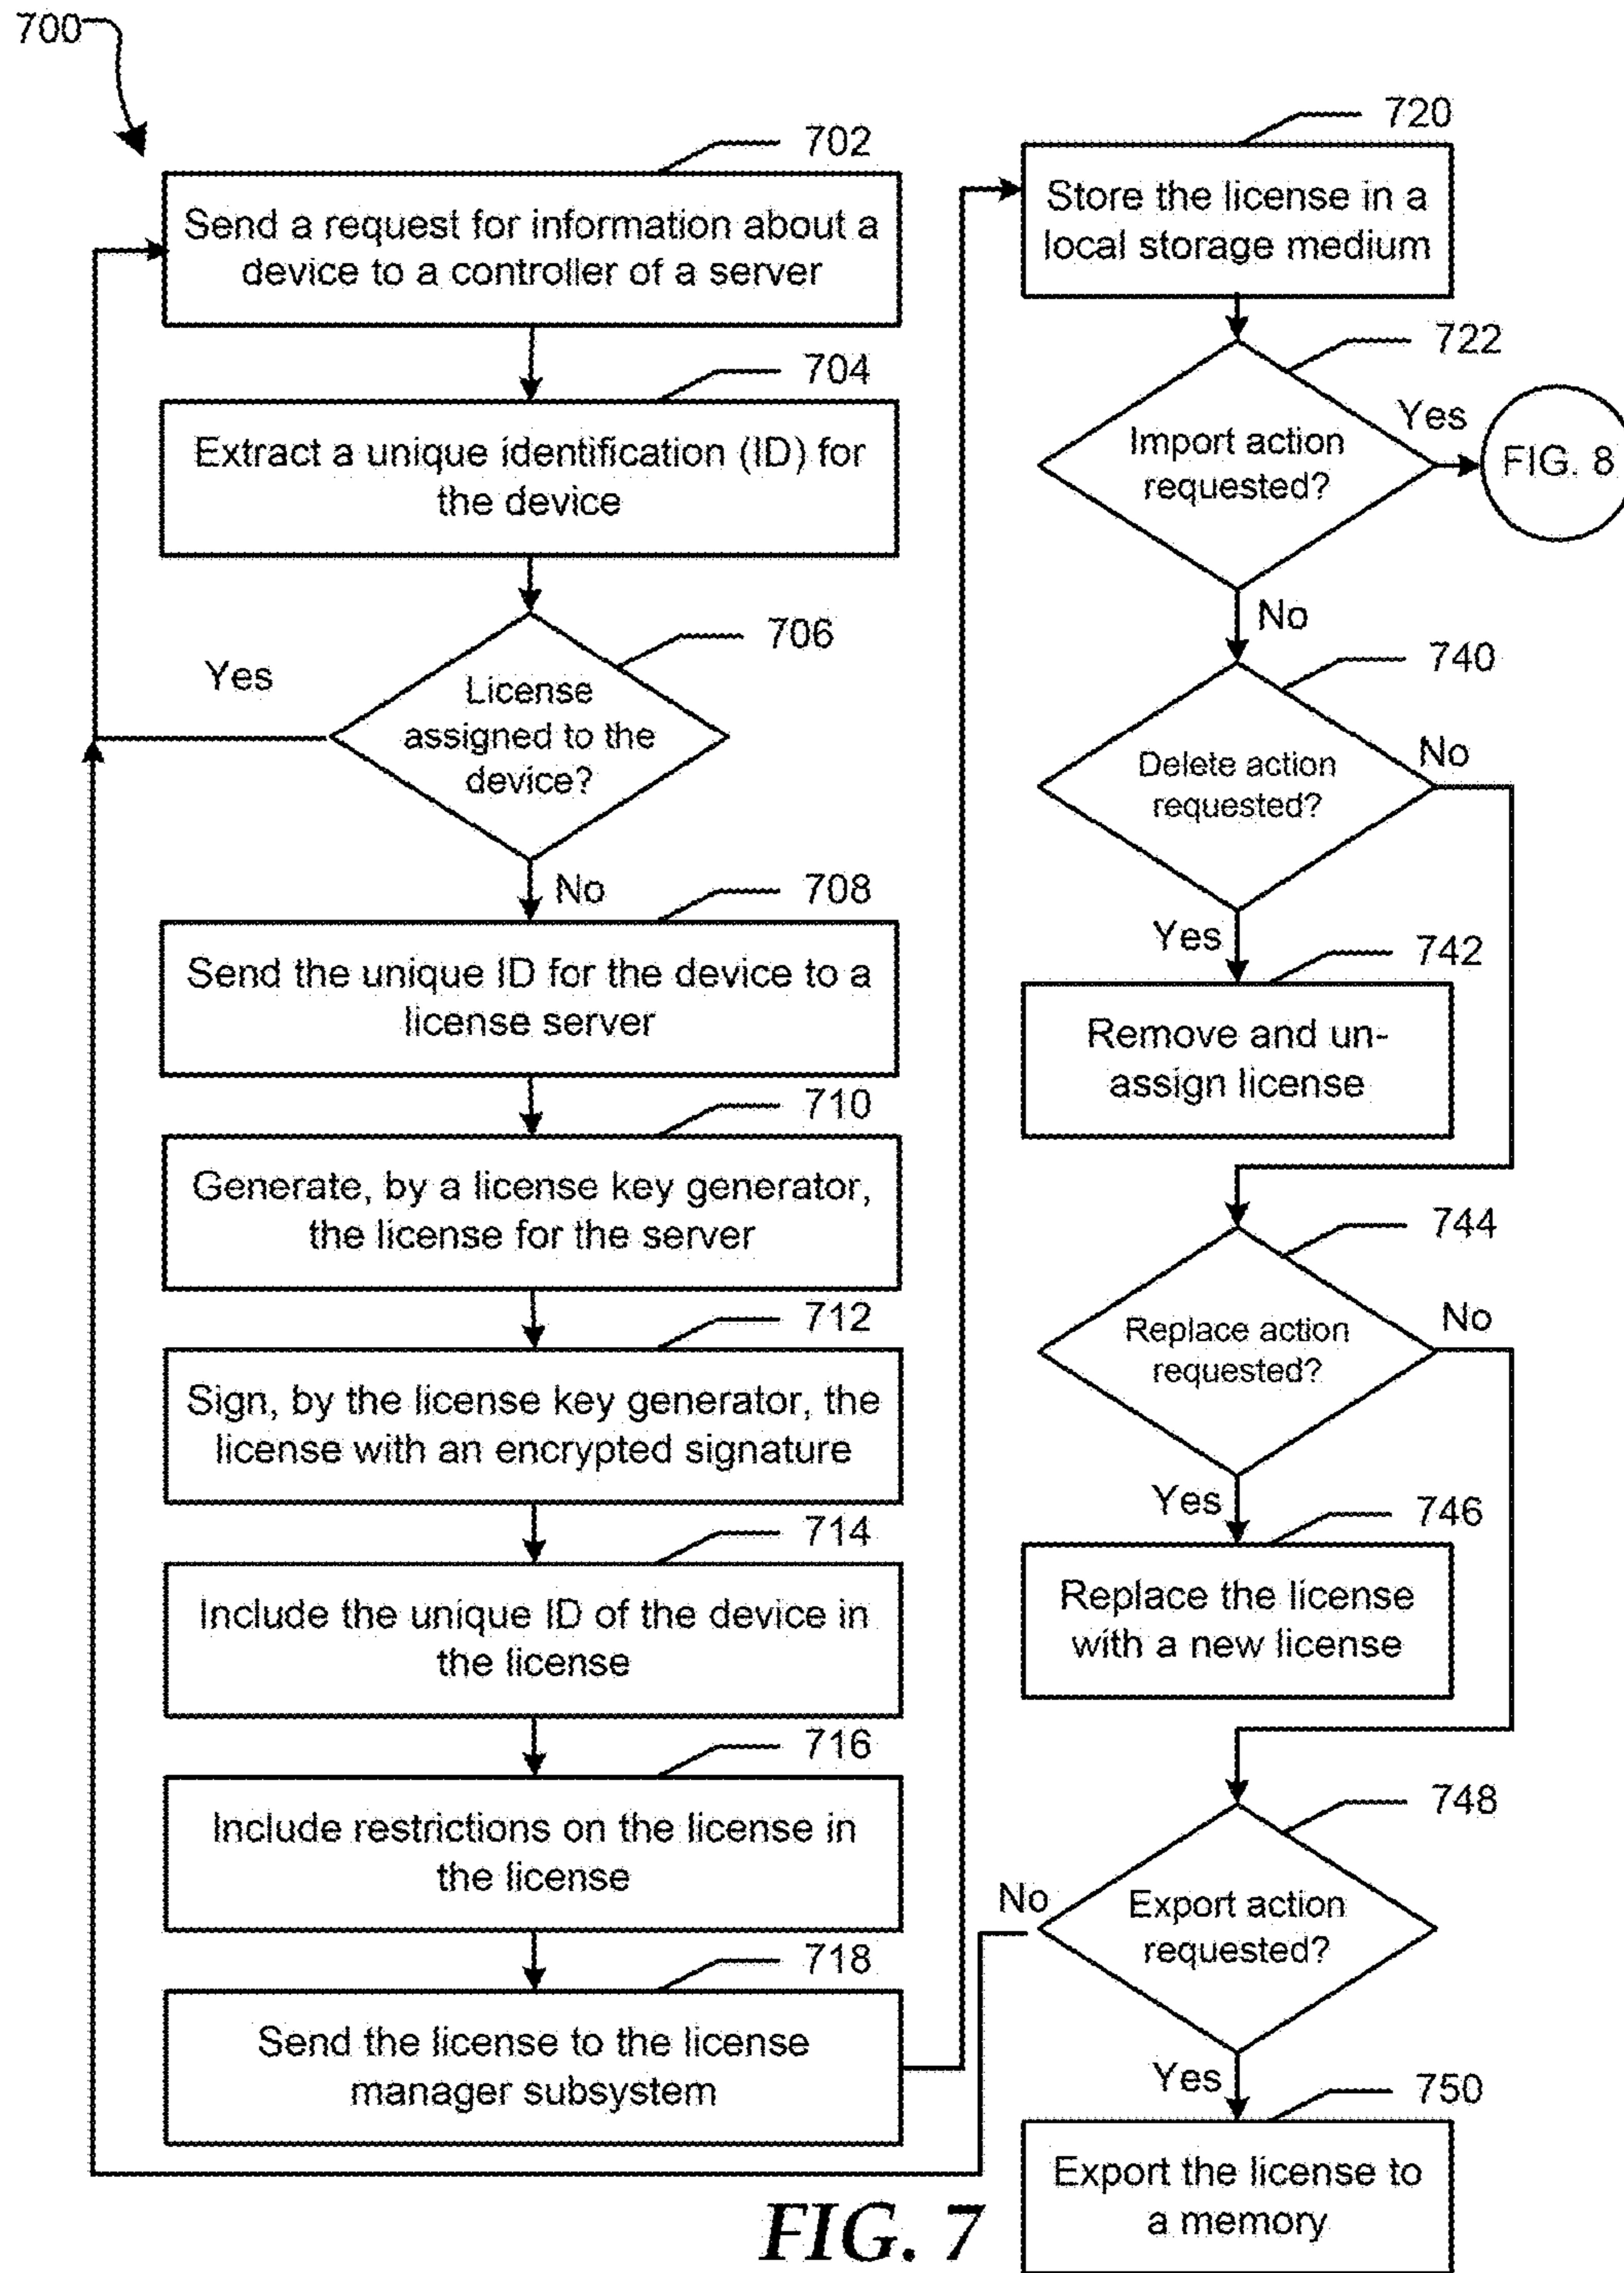 700
702
Send a request for information about a
device to a controller of a server
704
Extract a unique identification (ID) for
the device
706
Yes
License
assigned to the
device?
No
708
Send the unique ID for the device to a
license server
710
Generate, by a license key generator,
the license for the server
712
Sign, by the license key generator, the
license with an encrypted signature
714
Include the unique ID of the device in
the license
716
Include restrictions on the license in
the license
718
Send the license to the license
manager subsystem
720
Store the license in a
local storage medium
722
Yes
Import action
requested?
FIG. 8
No
740
Delete action
requested?
No
Yes
742
Remove and un-
assign license
744
Replace action
requested?
No
Yes
746
Replace the license
with a new license
748
No
Export action
requested?
Yes
750
Export the license to
a memory
FIG. 7